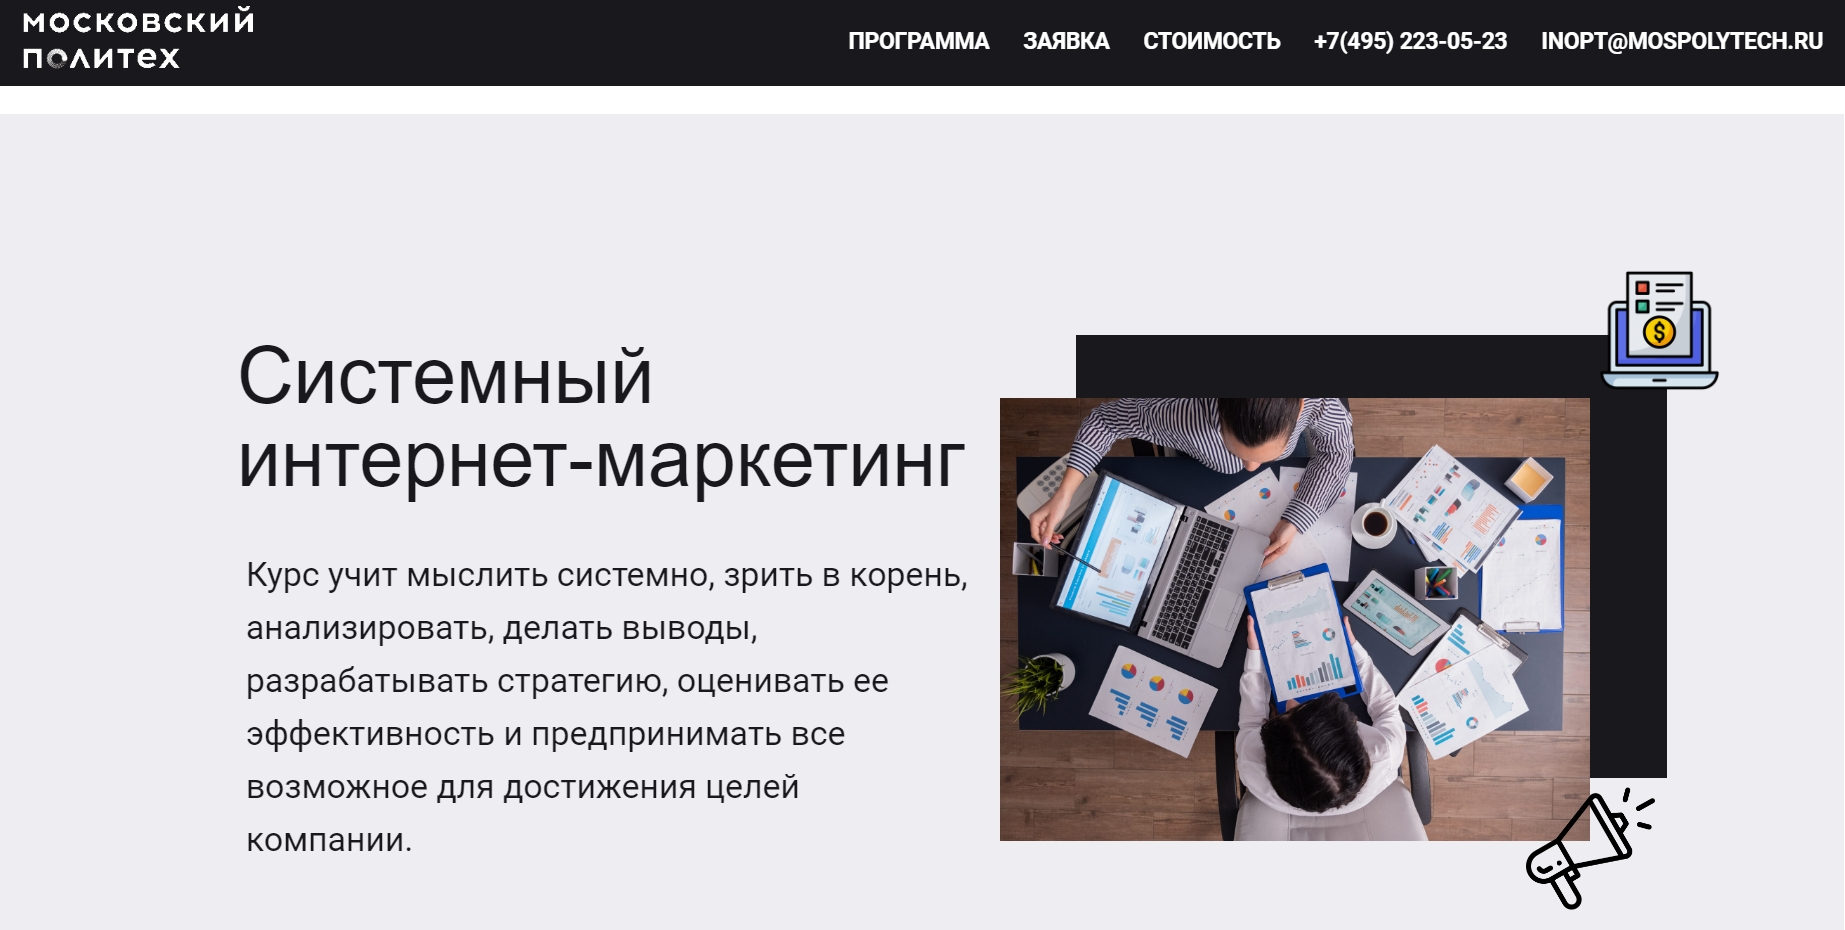 МОСКОВСКИЙ
ПОЛИТЕХ
ПРОГРАММА ЗАЯВКА СТОИМОСТЬ +7(495) 223-05-23 INOPT@MOSPOLYTECH.RU
Системный
интернет-маркетинг
Курс учит мыслить системно, зрить в корень,
анализировать, делать выводы,
разрабатывать стратегию, оценивать ее
эффективность и предпринимать все
возможное для достижения целей
компании.